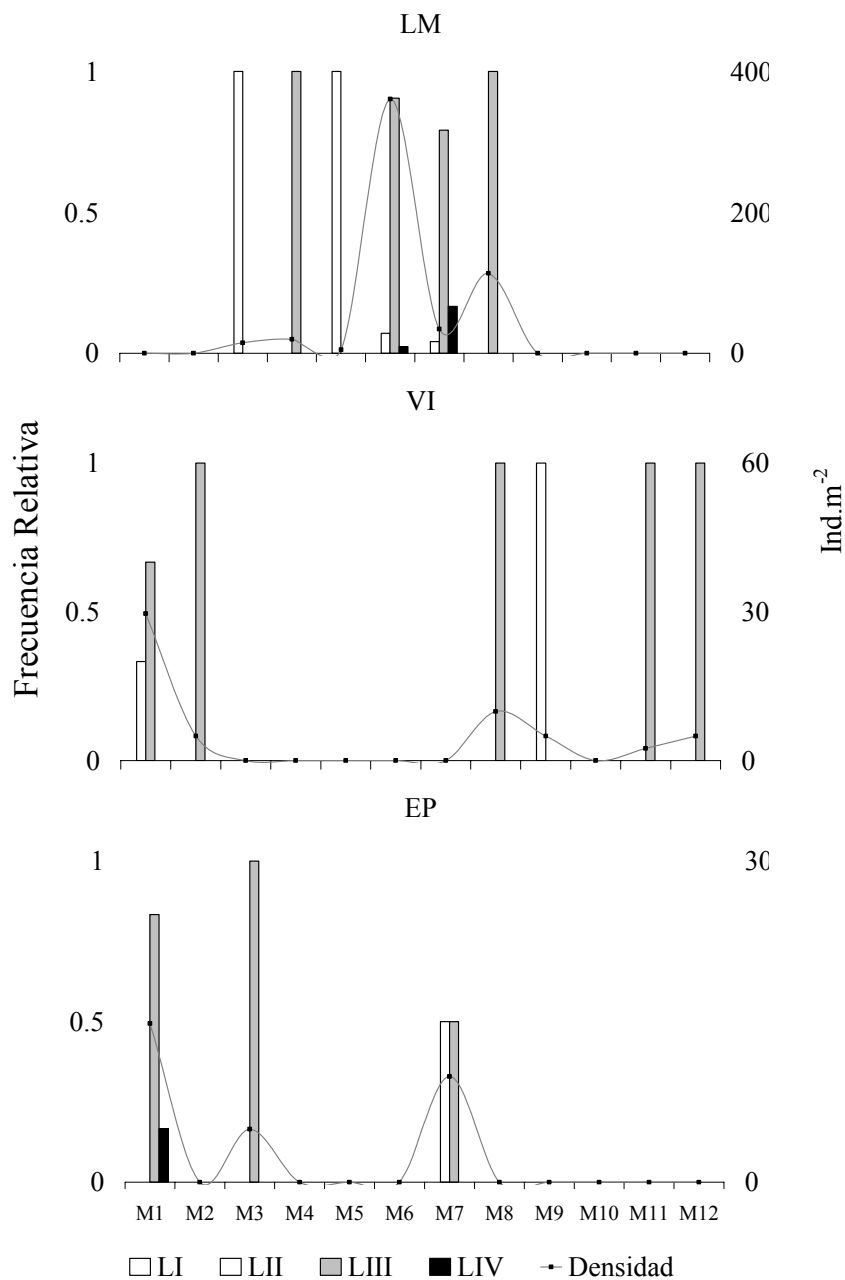 LM
1 400
0.5 200
0 0
VI
1 60
0.5 30
0 0
Frecuencia Relativa
Ind.m-2
EP
1 30
0.5
0 0
M1 M2 M3 M4 M5 M6 M7 M8 M9 M10 M11 M12
LI LII LIII LIV Densidad